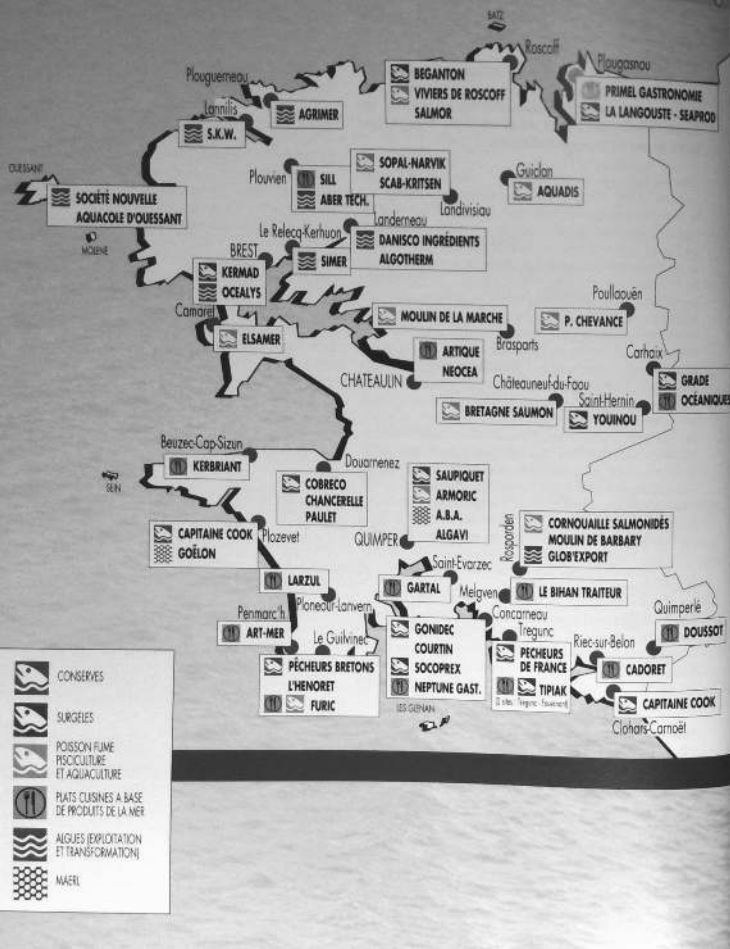 BATZ
Roscoff
Plougasnou
BEGANTON
VIVIERS DE ROSCOFF
SALMOR
PRIMEL GASTRONOMIE
LA LANGOUSTE - SEAPROD
Plouguerneau
Lannilis
AGRIMER
S.K.W.
OUESSANT
SOCIÉTÉ NOUVELLE
AQUACOLE D'OUESSANT
MOLENE
Plouvien
SILL
ABER TECH.
SOPAL-NARVIK
SCAB-KRITSEN
Landivisiau
Guiclan
AQUADIS
Landerneau
DANISCO INGRÉDIENTS
ALGOTHERM
Le Relecq-Kerhuon
SIMER
BREST
KERMAD
OCEALYS
Camaret
ELSAMER
MOULIN DE LA MARCHE
Brasparts
Poullaouën
P. CHEVANCE
ARTIQUE
NEOCEA
CHATEAULIN
Carhaix
GRADE
OCÉANIQUES
Châteauneuf-du-Faou
BRETAGNE SAUMON
Saint-Hernin
YOUINOU
Beuzec-Cap-Sizun
KERBRIANT
SEIN
Douarnenez
COBRECO
CHANCERELLE
PAULET
SAUPIQUET
ARMORIC
A.B.A.
ALGAVI
QUIMPER
CAPITAINE COOK
GOËLON
Plozevet
Rosporden
CORNOUAILLE SALMONIDÉS
MOULIN DE BARBARY
GLOB'EXPORT
Saint-Evarzec
GARTAL
Melgven
LE BIHAN TRAITEUR
LARZUL
Ploneour-Lanvern
Penmarc'h
ART-MER
Le Guilvinec
PÊCHEURS BRETONS
L'HENORET
FURIC
Concarneau
GONIDEC
COURTIN
SOCOPREX
NEPTUNE GAST.
LES GLENAN
Tregunc
PECHEURS
DE FRANCE
TIPIAK
Quimperlé
DOUSSOT
Riec-sur-Belon
CADORET
CAPITAINE COOK
Clohars-Carnoët
CONSERVES
SURGELES
POISSON FUME
PISCICULTURE
ET AQUACULTURE
PLATS CUISINES A BASE
DE PRODUITS DE LA MER
ALGUES (EXPLOITATION
ET TRANSFORMATION)
MAERL